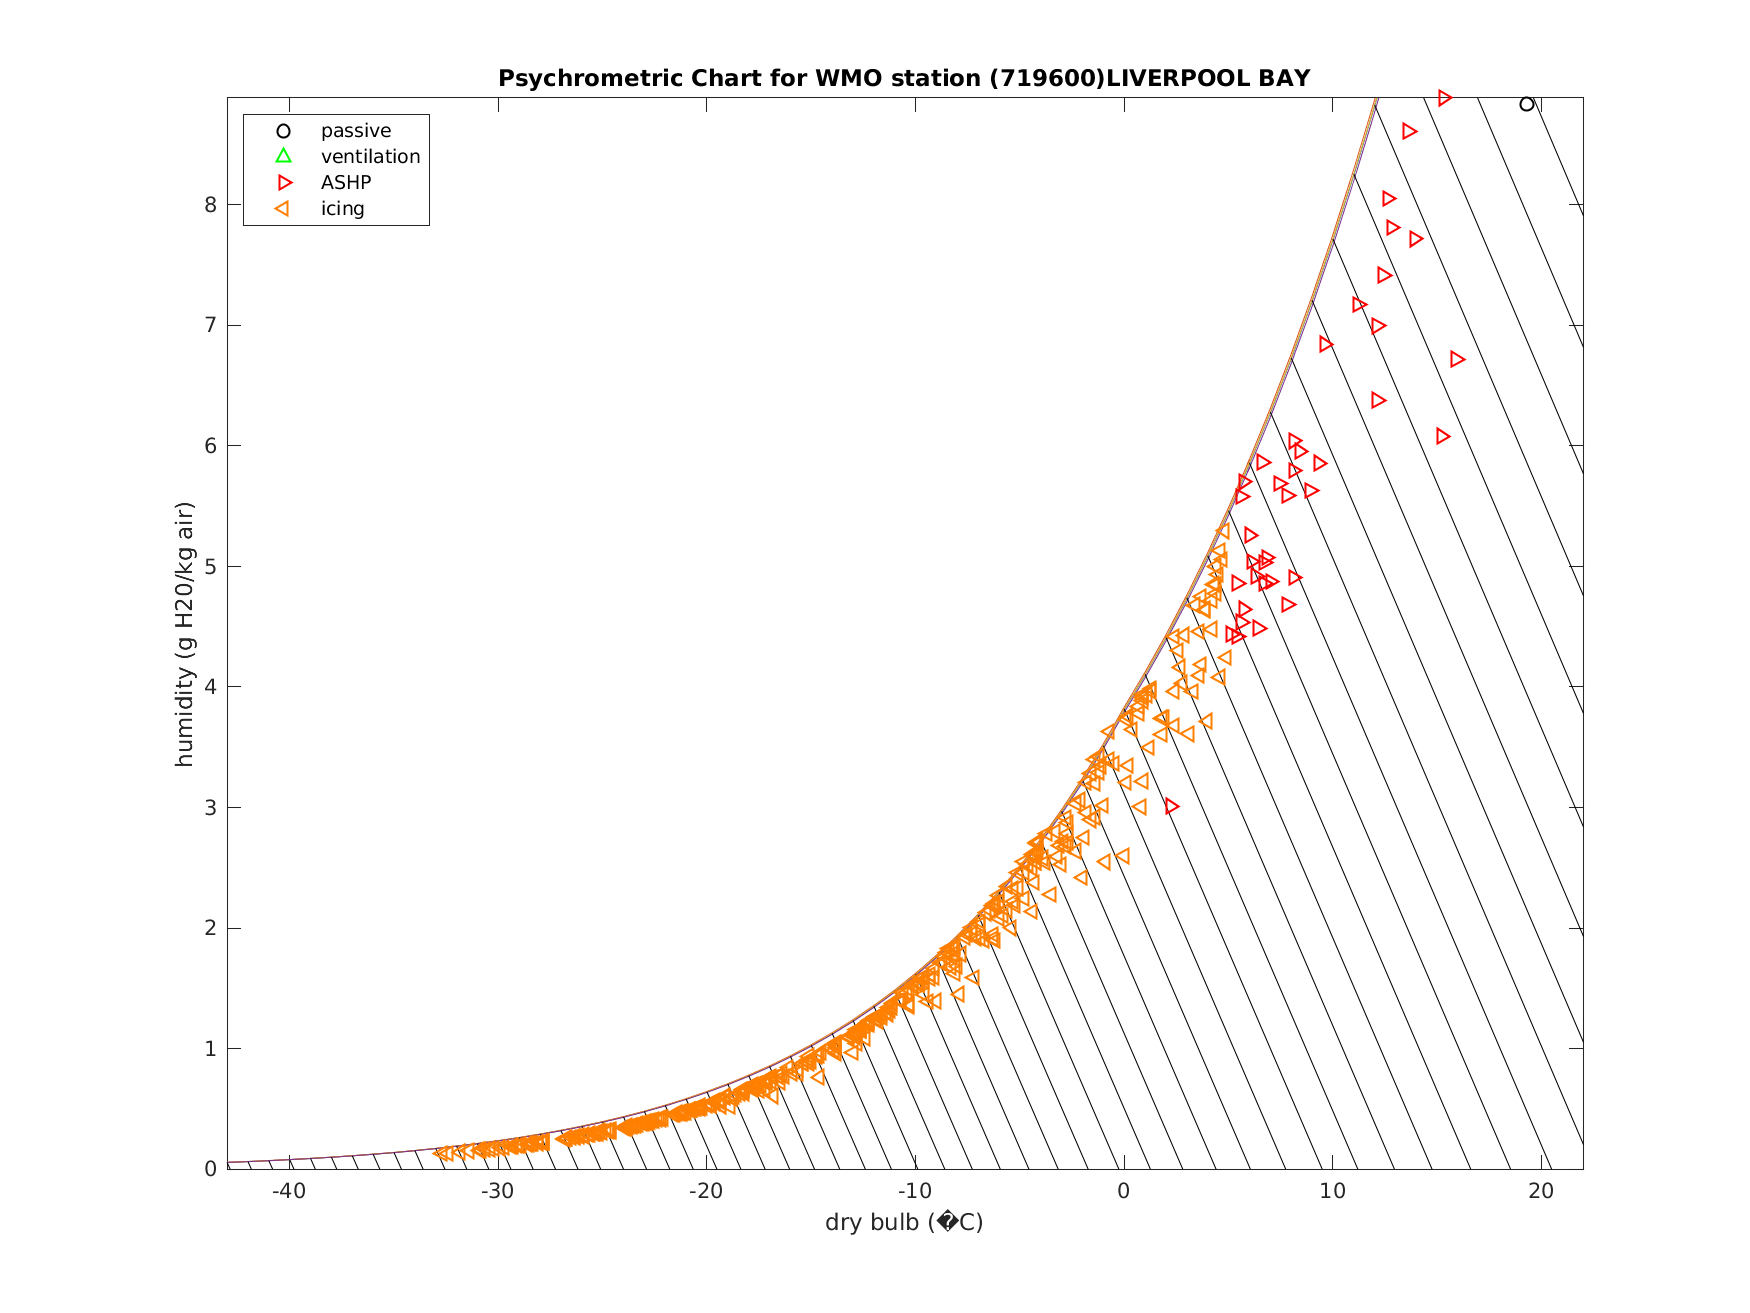 Psychrometric Chart for WMO station (719600)LIVERPOOL BAY
passive
ventilation
ASHP
icing
humidity (g H20/kg air)
8
7
6
5
4
3
2
1
0
-40 -30 -20 -10 0 10 20
dry bulb (�C)